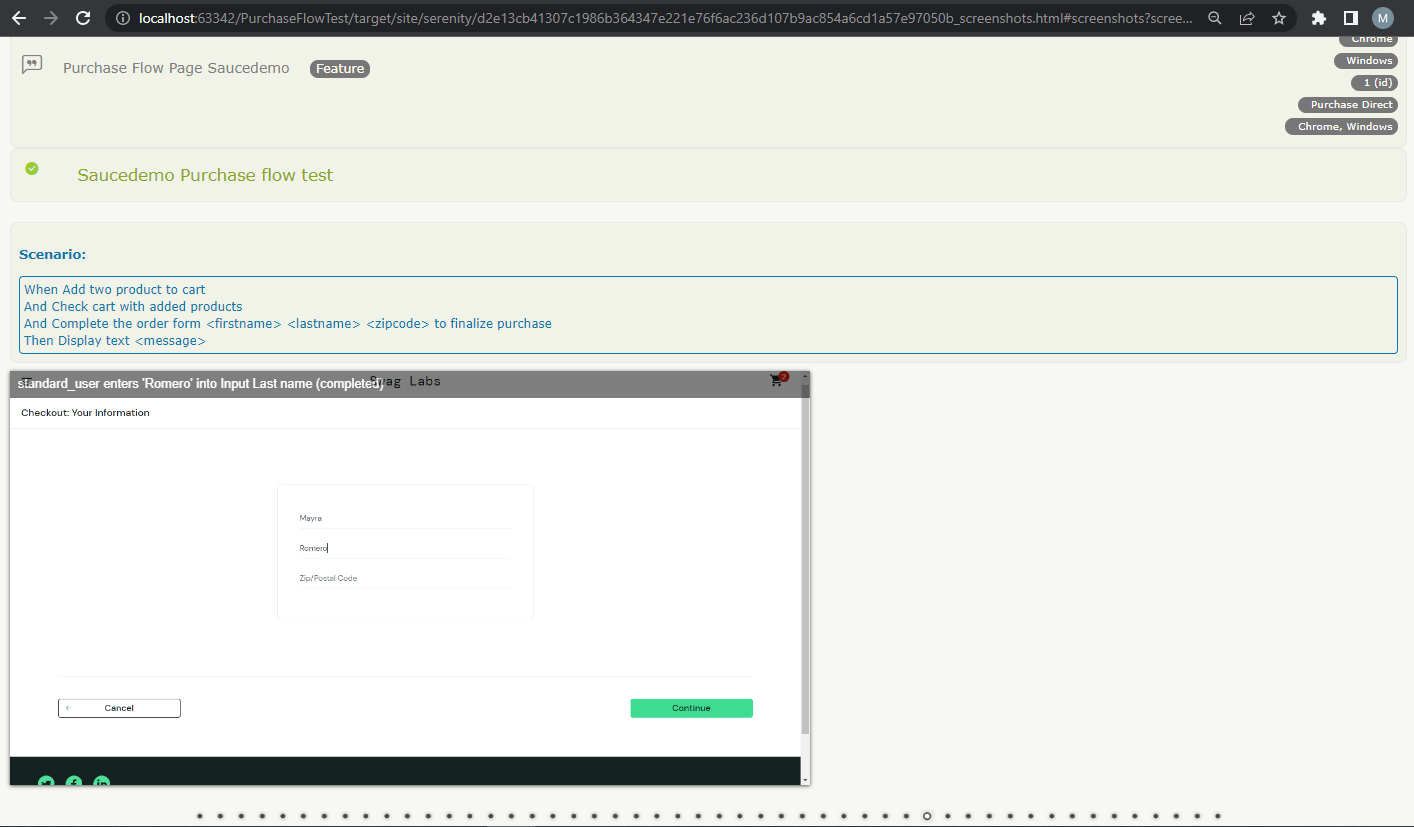 localhost:63342/PurchaseFlowTest/target/site/serenity/d2e13cb41307c1986b364347e221e76f6ac236d107b9ac854a6cd1a57e97050b_screenshots.html#screenshots?scree...
M
Chrome
Purchase Flow Page Saucedemo Feature
Windows
1 (id)
Purchase Direct
Chrome, Windows
Saucedemo Purchase flow test
Scenario:
When Add two product to cart
And Check cart with added products
And Complete the order form <firstname> <lastname> <zipcode> to finalize purchase
Then Display text <message>
standard_user enters 'Romero' into Input Last name (completed)
Swag Labs
2
Checkout: Your Information
Mayra
Romero
Zip/Postal Code
Cancel
Continue